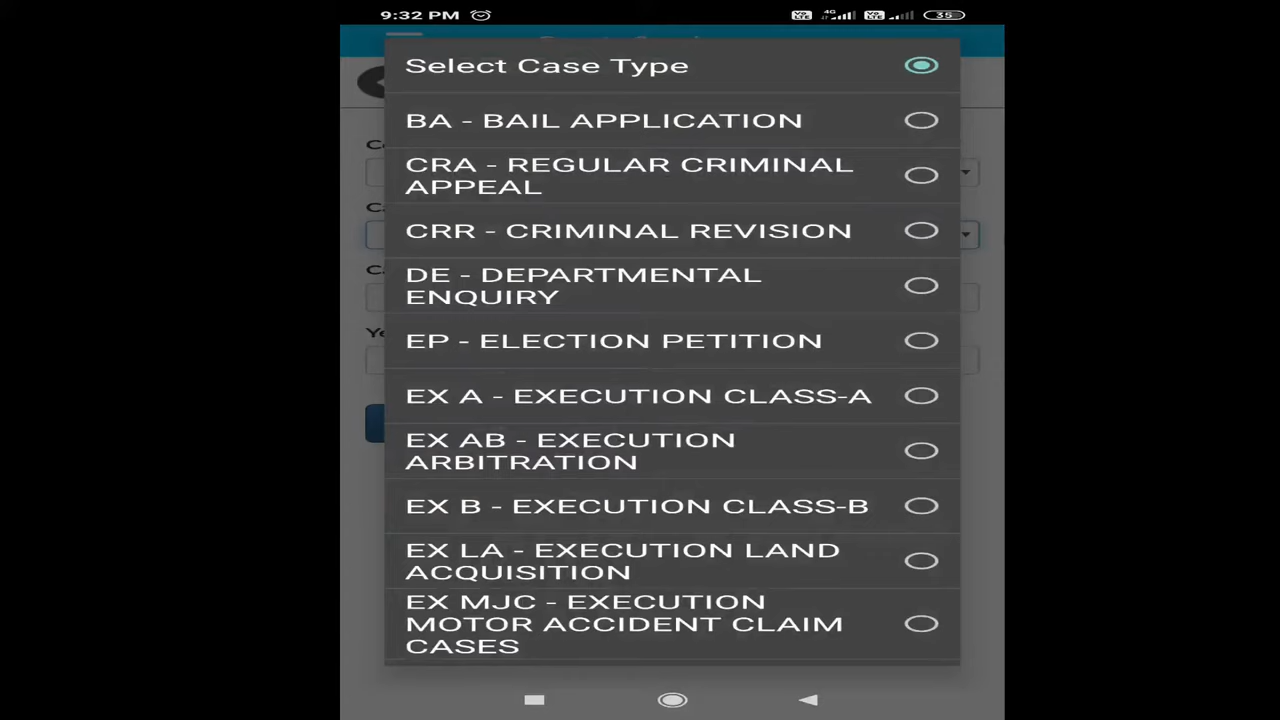 9:32 PM
4G
35
Select Case Type
BA - BAIL APPLICATION
CRA - REGULAR CRIMINAL
APPEAL
CRR - CRIMINAL REVISION
DE - DEPARTMENTAL
ENQUIRY
EP - ELECTION PETITION
EX A - EXECUTION CLASS-A
EX AB - EXECUTION
ARBITRATION
EX B - EXECUTION CLASS-B
EX LA - EXECUTION LAND
ACQUISITION
EX MJC - EXECUTION
MOTOR ACCIDENT CLAIM
CASES